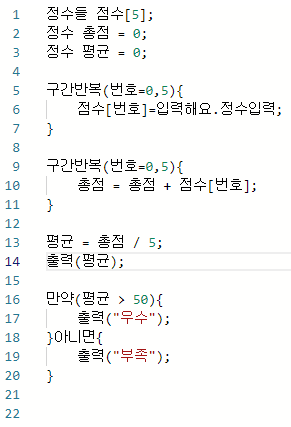 1 정수들 점수[5];
2 정수 총점 = 0;
3 정수 평균 = 0;
4
5 구간반복(번호=0,5){
6 점수[번호]=입력해요.정수입력;
7 }
8
9 구간반복(번호=0,5){
10 총점 = 총점 + 점수[번호];
11 }
12
13 평균 = 총점 / 5;
14 출력(평균);
15
16 만약(평균 > 50){
17 출력("우수");
18 }아니면{
19 출력("부족");
20 }
21
22